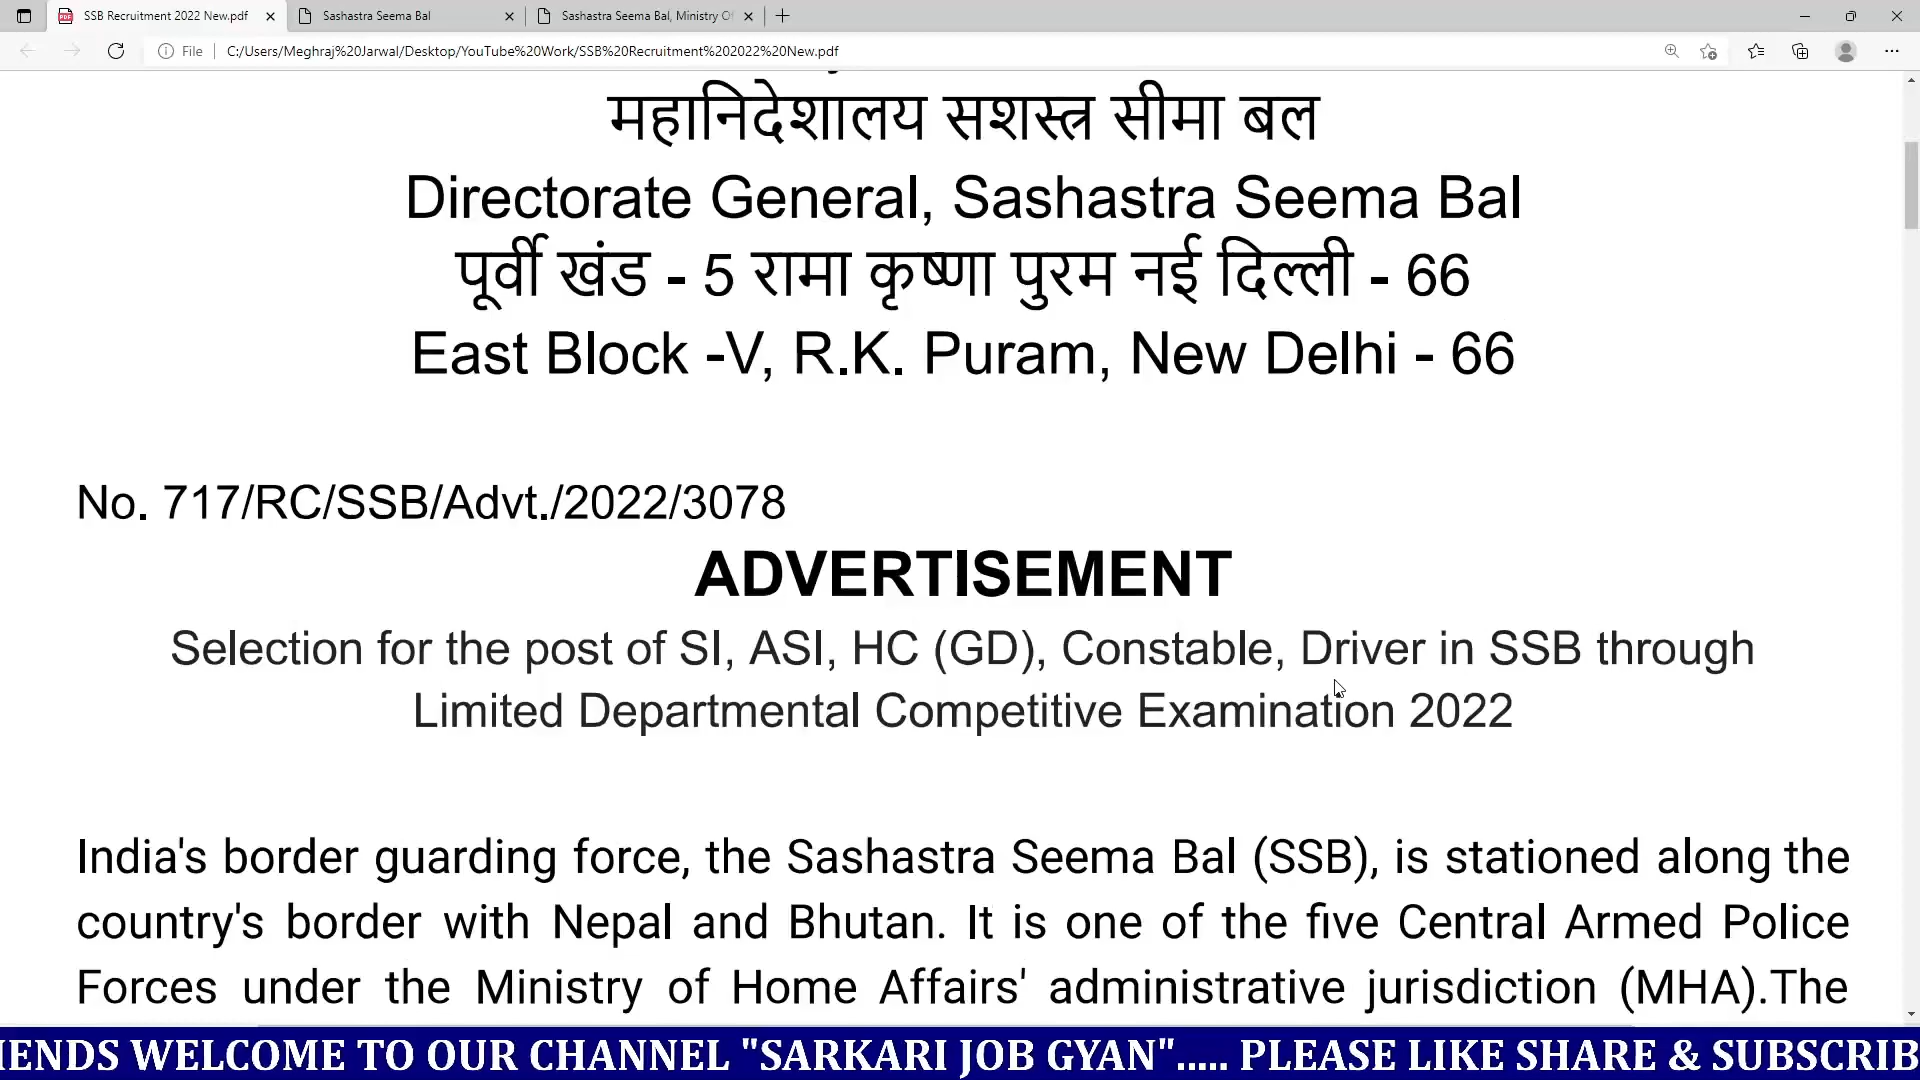 SSB Recruitment 2022 New.pdf
Sashastra Seema Bal
Sashastra Seema Bal, Ministry Of
File
C:/Users/Meghraj%20Jarwal/Desktop/YouTube%20Work/SSB%20Recruitment%202022%20New.pdf
महानिदेशालय सशस्त्र सीमा बल
Directorate General, Sashastra Seema Bal
पूर्वी खंड - 5 रामा कृष्णा पुरम नई दिल्ली - 66
East Block -V, R.K. Puram, New Delhi - 66
No. 717/RC/SSB/Advt./2022/3078
ADVERTISEMENT
Selection for the post of SI, ASI, HC (GD), Constable, Driver in SSB through
Limited Departmental Competitive Examination 2022
India's border guarding force, the Sashastra Seema Bal (SSB), is stationed along the
country's border with Nepal and Bhutan. It is one of the five Central Armed Police
Forces under the Ministry of Home Affairs' administrative jurisdiction (MHA).The
IENDS WELCOME TO OUR CHANNEL "SARKARI JOB GYAN"..... PLEASE LIKE SHARE & SUBSCRIB